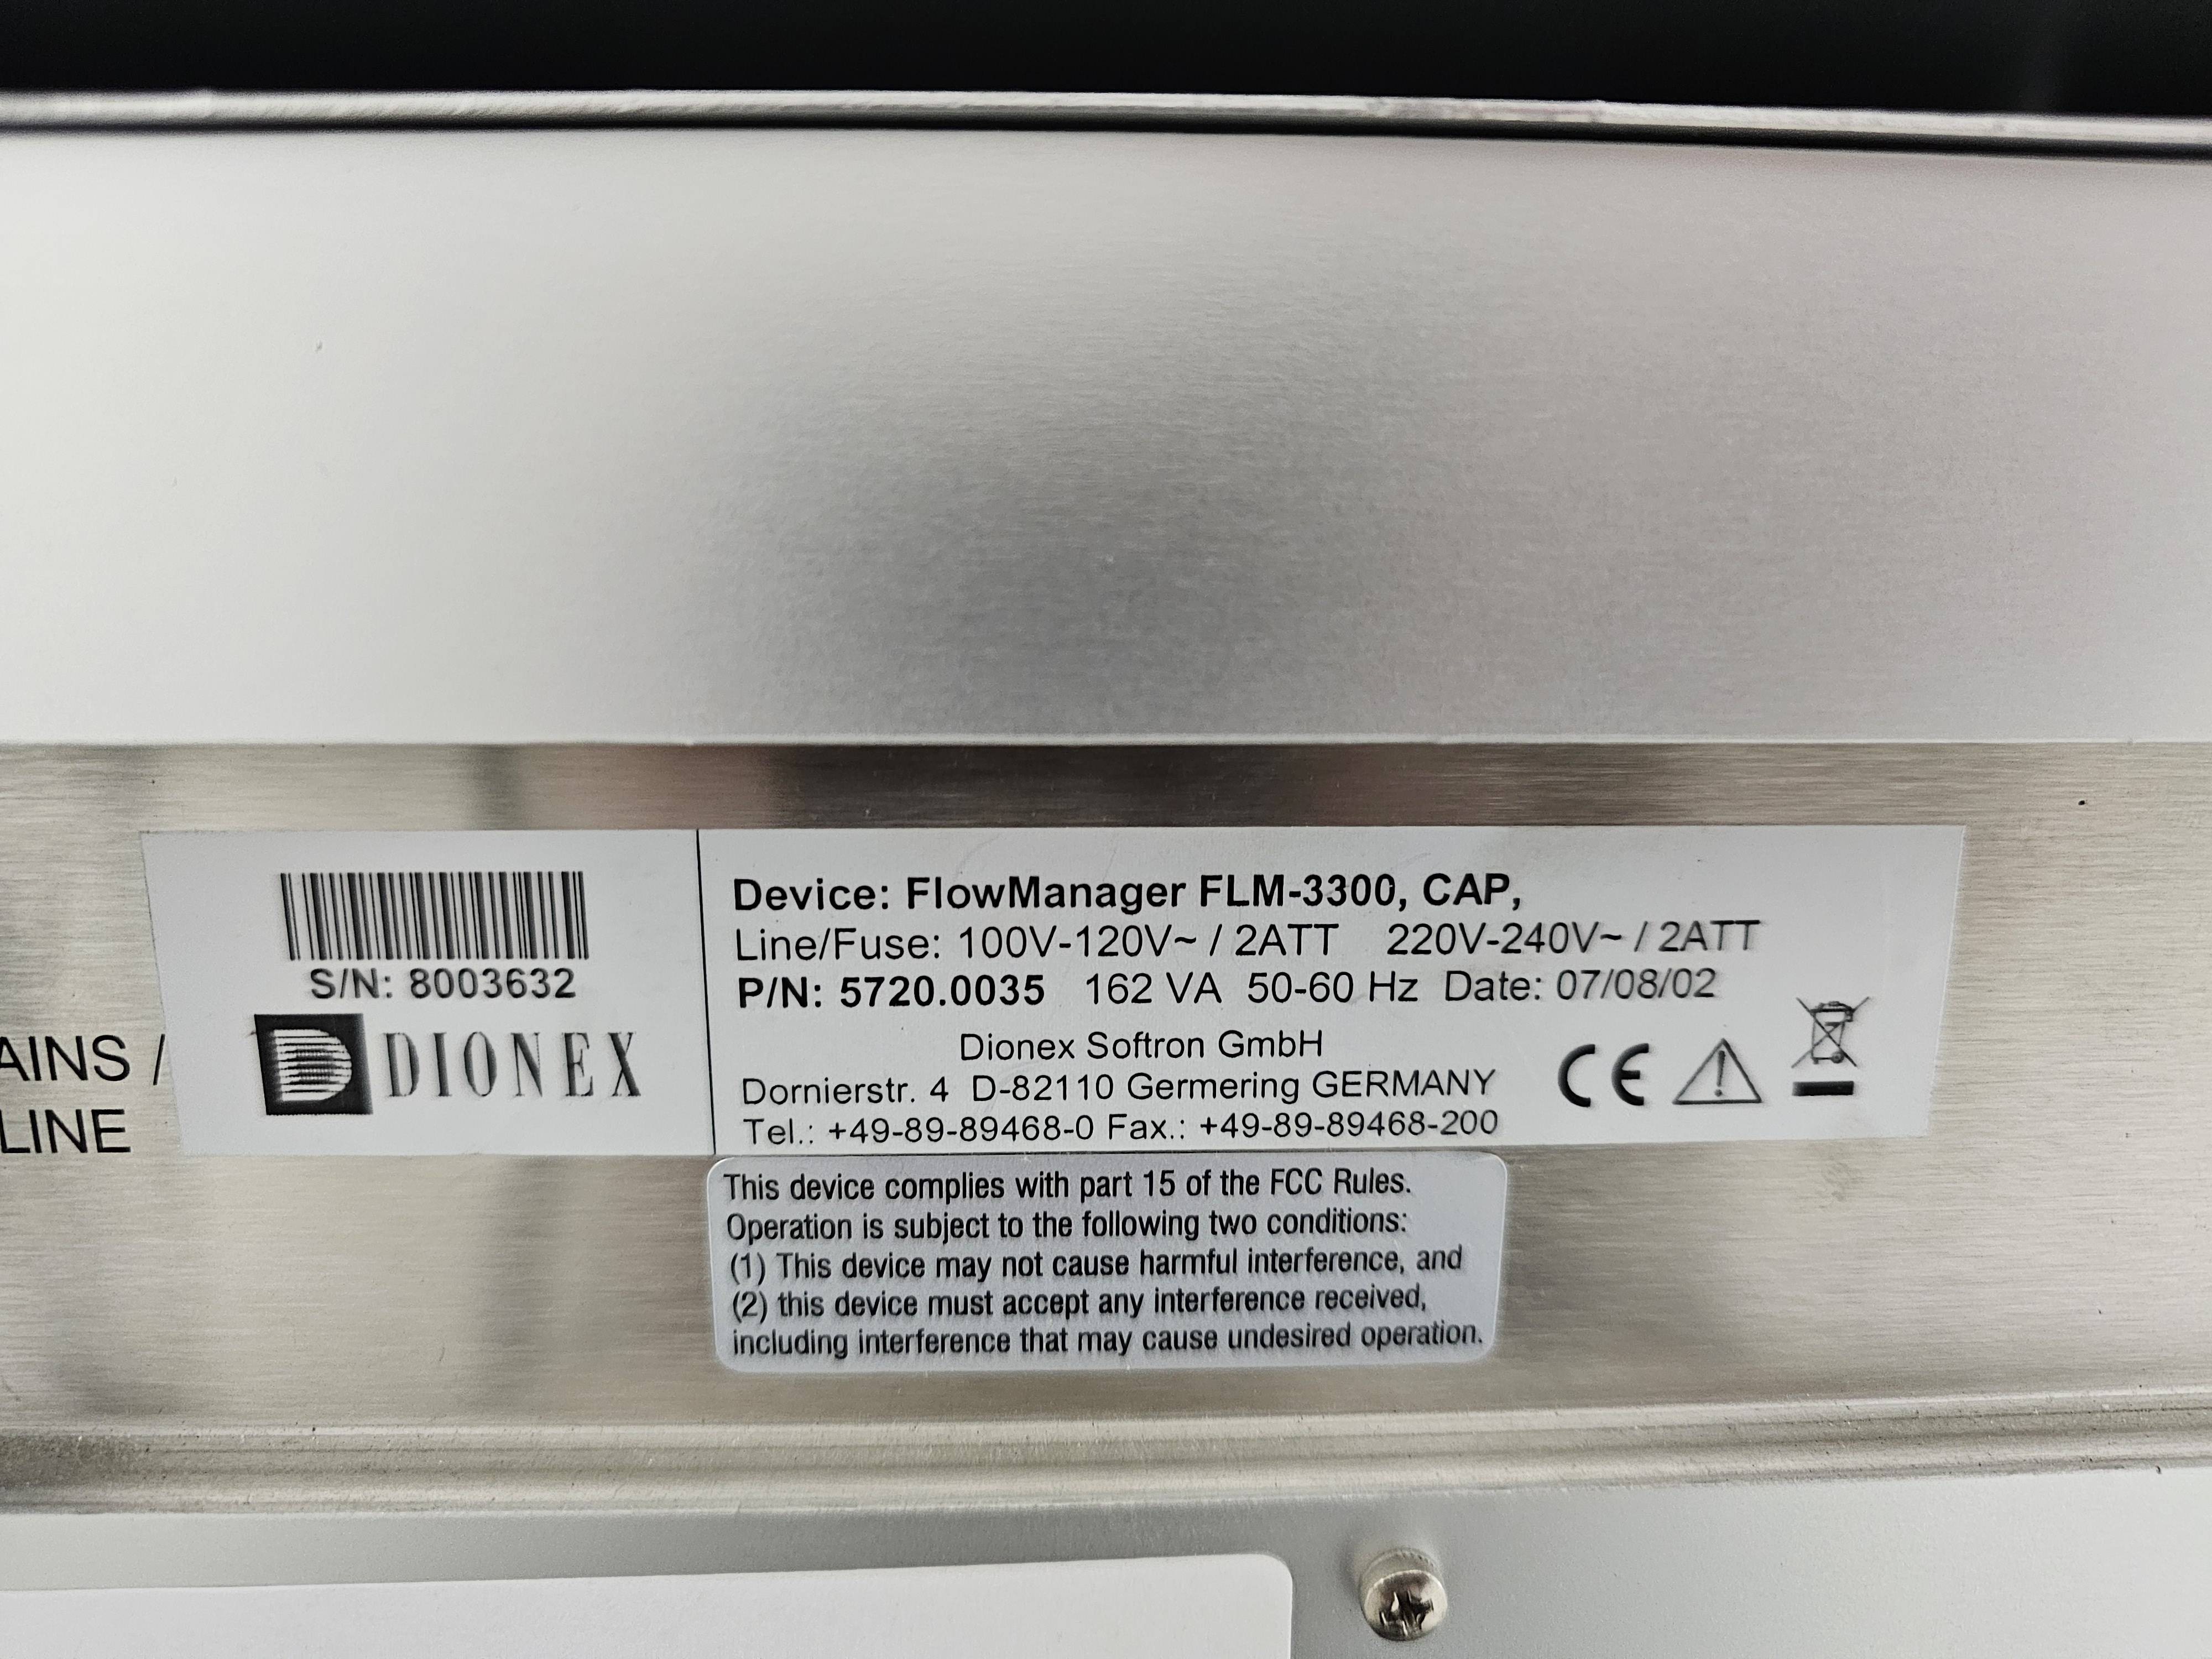 S/N: 8003632
DIONEX
AINS /
LINE
Device: FlowManager FLM-3300, CAP,
Line/Fuse: 100V-120V~ / 2ATT 220V-240V~ / 2ATT
P/N: 5720.0035 162 VA 50-60 Hz Date: 07/08/02
Dionex Softron GmbH
Dornierstr. 4 D-82110 Germering GERMANY
Tel.: +49-89-89468-0 Fax.: +49-89-89468-200
CE
This device complies with part 15 of the FCC Rules.
Operation is subject to the following two conditions:
(1) This device may not cause harmful interference, and
(2) this device must accept any interference received,
including interference that may cause undesired operation.